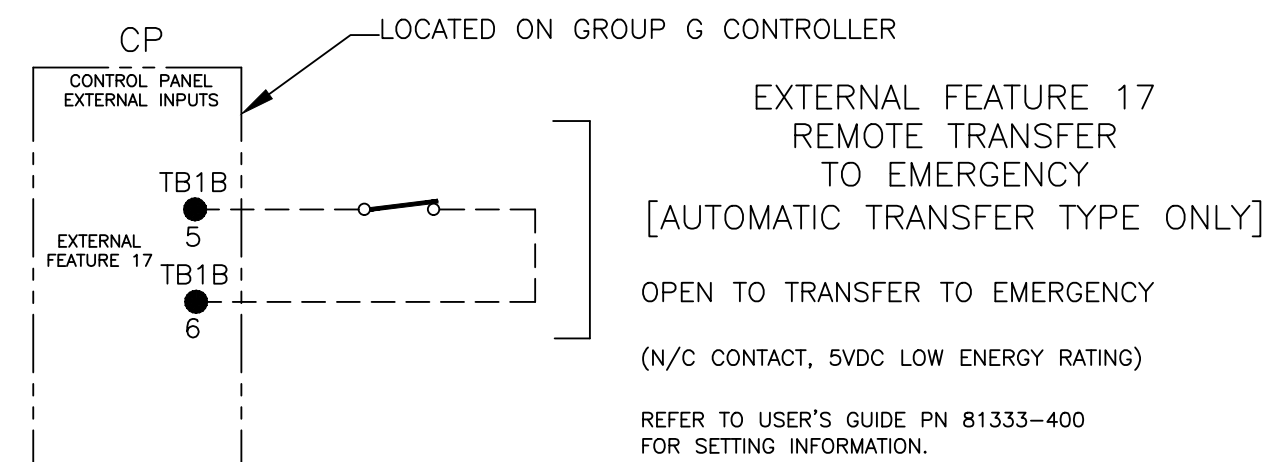 LOCATED ON GROUP G CONTROLLER
CP
CONTROL PANEL
EXTERNAL INPUTS
TB1B
5
EXTERNAL
FEATURE 17
TB1B
6
EXTERNAL FEATURE 17
REMOTE TRANSFER
TO EMERGENCY
[AUTOMATIC TRANSFER TYPE ONLY]
OPEN TO TRANSFER TO EMERGENCY
(N/C CONTACT, 5VDC LOW ENERGY RATING)
REFER TO USER'S GUIDE PN 81333-400
FOR SETTING INFORMATION.